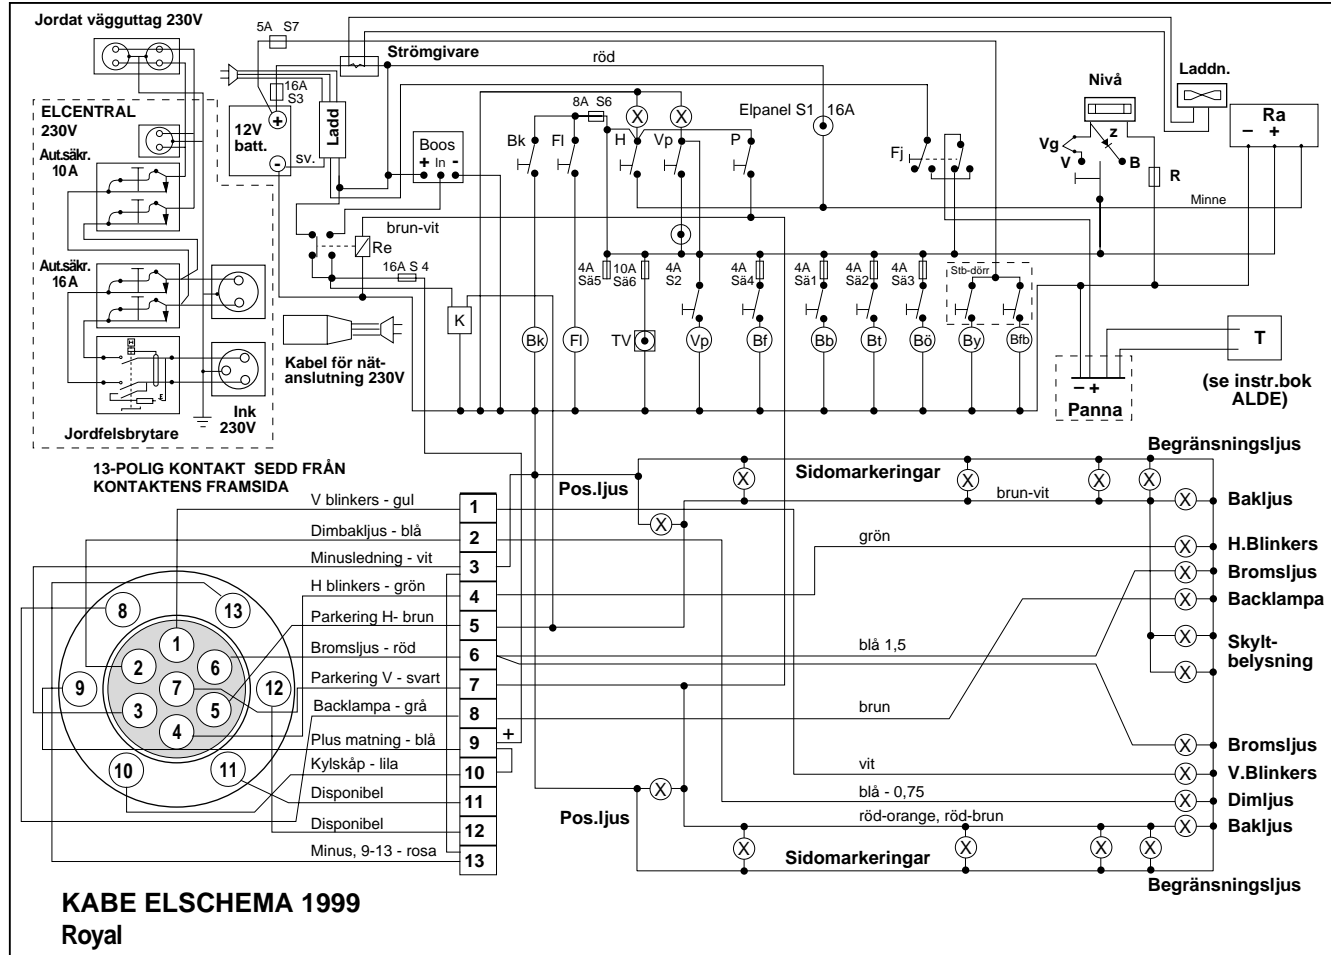 Jordat vägguttag 230V
5A S7
Strömgivare
röd
Nivå
Laddn.
ELCENTRAL
230V
16A
S3
8A S6
Elpanel S1 16A
Ra
- +
12V
batt.
+
-
sv.
Ladd
Boos
+ In -
Bk
Fl
H
Vp
P
Fj
Vg
V
z
B
R
Aut.säkr.
10 A
Minne
brun-vit
Re
16A S 4
Aut.säkr.
16 A
4A
Sä5
10A
Sä6
4A
S2
4A
Sä4
4A
Sä1
4A
Sä2
4A
Sä3
Stb-dörr
K
Bk
Fl
TV
Vp
Bf
Bb
Bt
Bö
By
Bfb
T
Kabel för nät-
anslutning 230V
(se instr.bok
ALDE)
- +
Panna
Ink
230V
Jordfelsbrytare
13-POLIG KONTAKT SEDD FRÅN
KONTAKTENS FRAMSIDA
Begränsningsljus
Sidomarkeringar
Pos.ljus
brun-vit
Bakljus
V blinkers - gul
1
Dimbakljus - blå
2
grön
H.Blinkers
Minusledning - vit
3
Bromsljus
H blinkers - grön
4
Backlampa
Parkering H- brun
5
Skylt-
belysning
Bromsljus - röd
6
blå 1,5
Parkering V - svart
7
Backlampa - grå
8
brun
Plus matning - blå
9
+
Bromsljus
Kylskåp - lila
10
vit
V.Blinkers
Disponibel
11
blå - 0,75
Dimljus
Disponibel
12
Pos.ljus
röd-orange, röd-brun
Bakljus
Minus, 9-13 - rosa
13
Sidomarkeringar
Begränsningsljus
8
13
1
2
6
9
7
12
3
5
4
10
11
KABE ELSCHEMA 1999
Royal